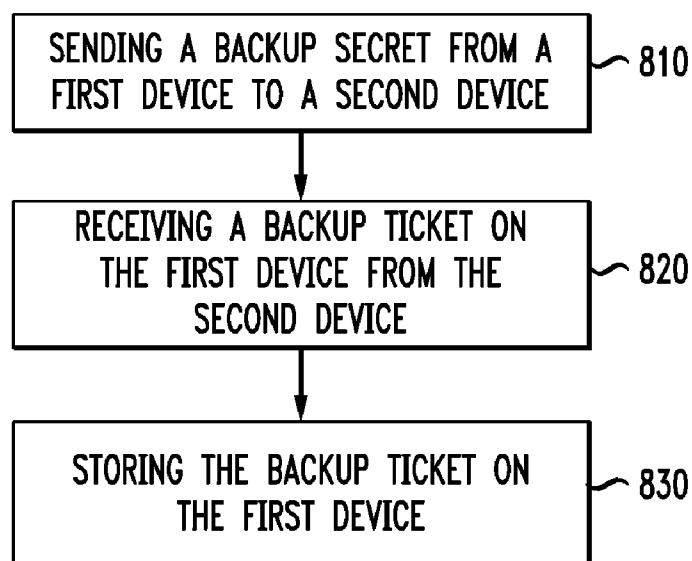 SENDING A BACKUP SECRET FROM A
FIRST DEVICE TO A SECOND DEVICE
810
RECEIVING A BACKUP TICKET ON
THE FIRST DEVICE FROM THE
SECOND DEVICE
820
STORING THE BACKUP TICKET ON
THE FIRST DEVICE
830